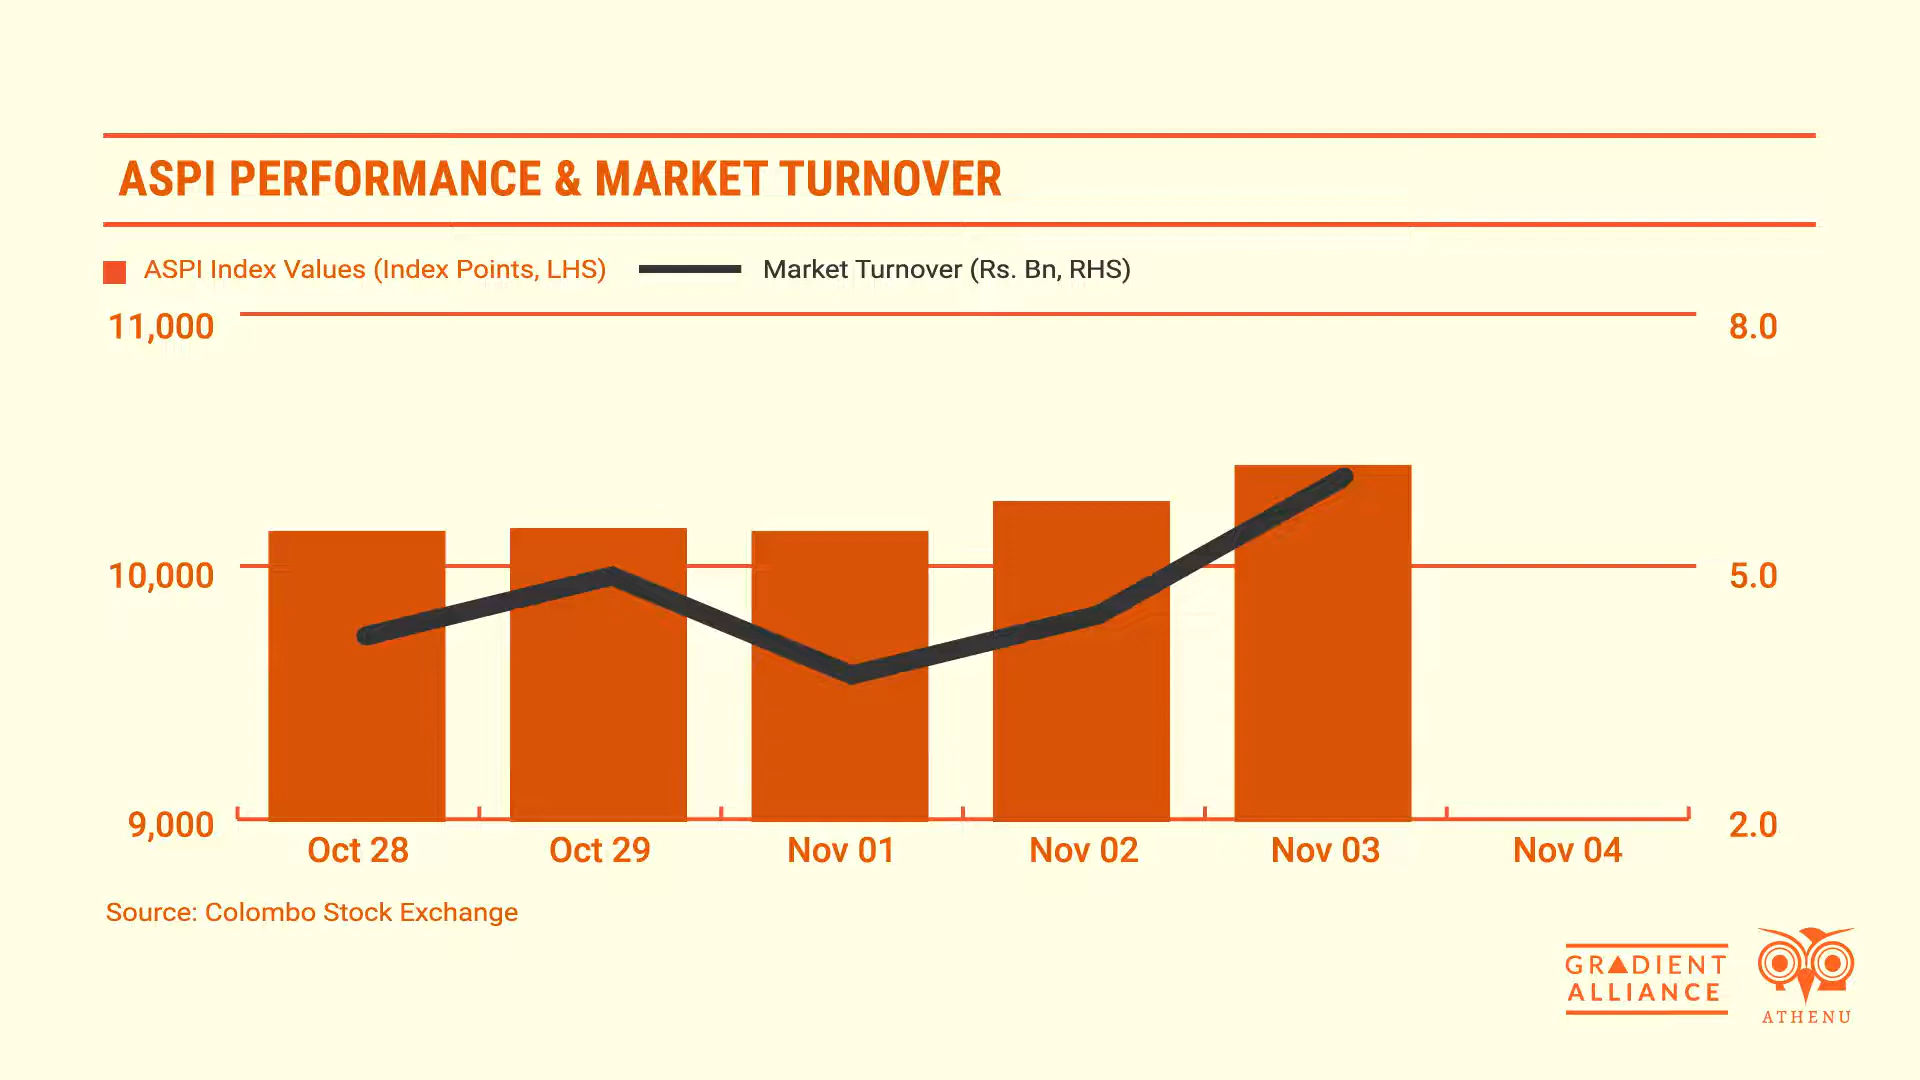 ASPI PERFORMANCE & MARKET TURNOVER
ASPI Index Values (Index Points, LHS) Market Turnover (Rs. Bn, RHS)
11,000 8.0
10,000 5.0
9,000 2.0
Oct 28 Oct 29 Nov 01 Nov 02 Nov 03 Nov 04
Source: Colombo Stock Exchange
GRADIENT
ALLIANCE
ATHENU